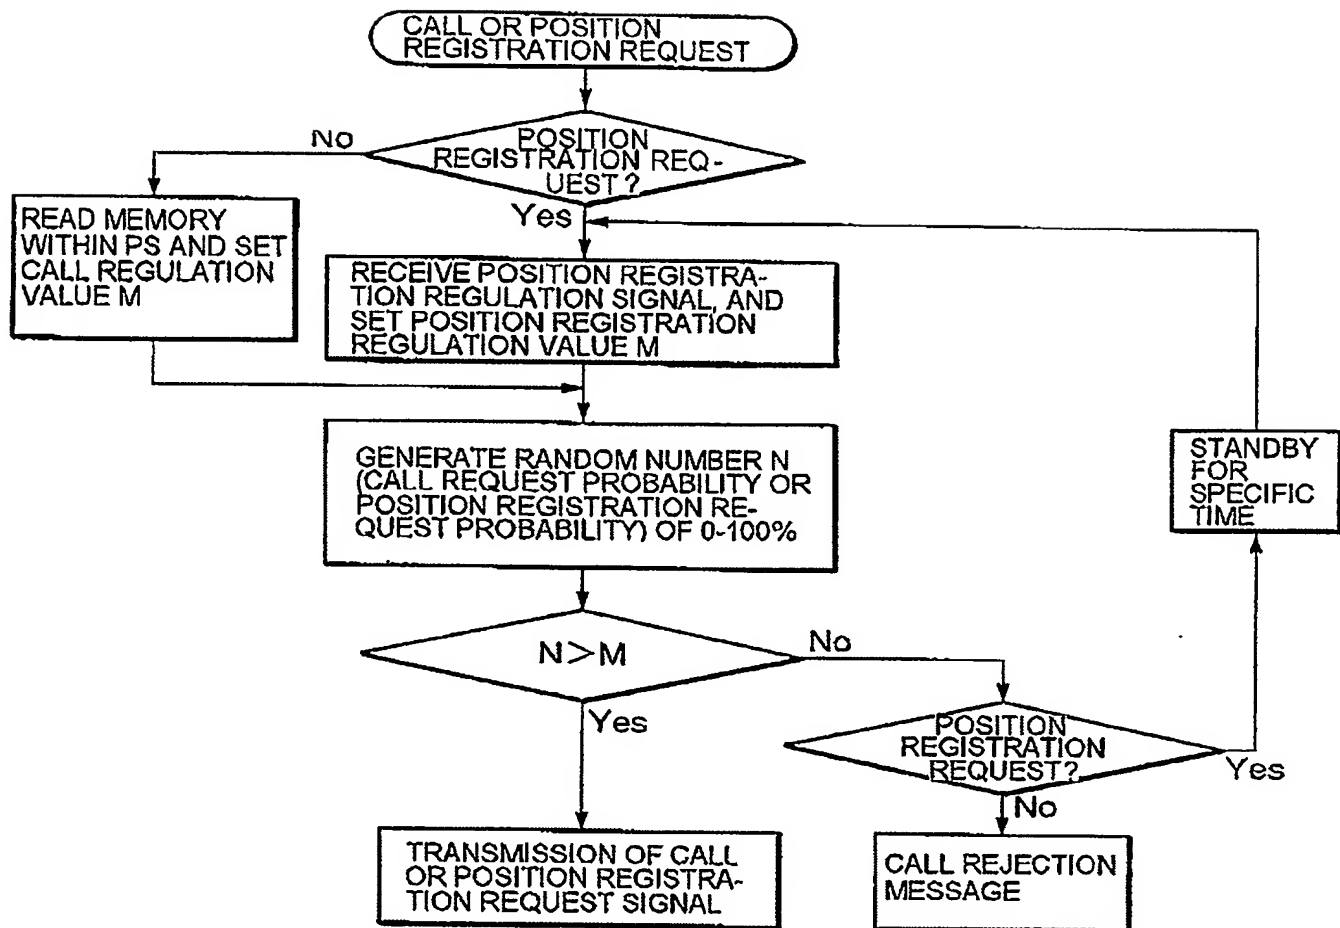 CALL OR POSITION
REGISTRATION REQUEST
No
POSITION
REGISTRATION REQ-
UEST?
Yes
READ MEMORY
WITHIN PS AND SET
CALL REGULATION
VALUE M
RECEIVE POSITION REGISTRA-
TION REGULATION SIGNAL, AND
SET POSITION REGISTRATION
REGULATION VALUE M
GENERATE RANDOM NUMBER N
(CALL REQUEST PROBABILITY OR
POSITION REGISTRATION RE-
QUEST PROBABILITY) OF 0-100%
STANDBY
FOR
SPECIFIC
TIME
N>M
No
Yes
POSITION
REGISTRATION
REQUEST?
Yes
No
TRANSMISSION OF CALL
OR POSITION REGISTRA-
TION REQUEST SIGNAL
CALL REJECTION
MESSAGE